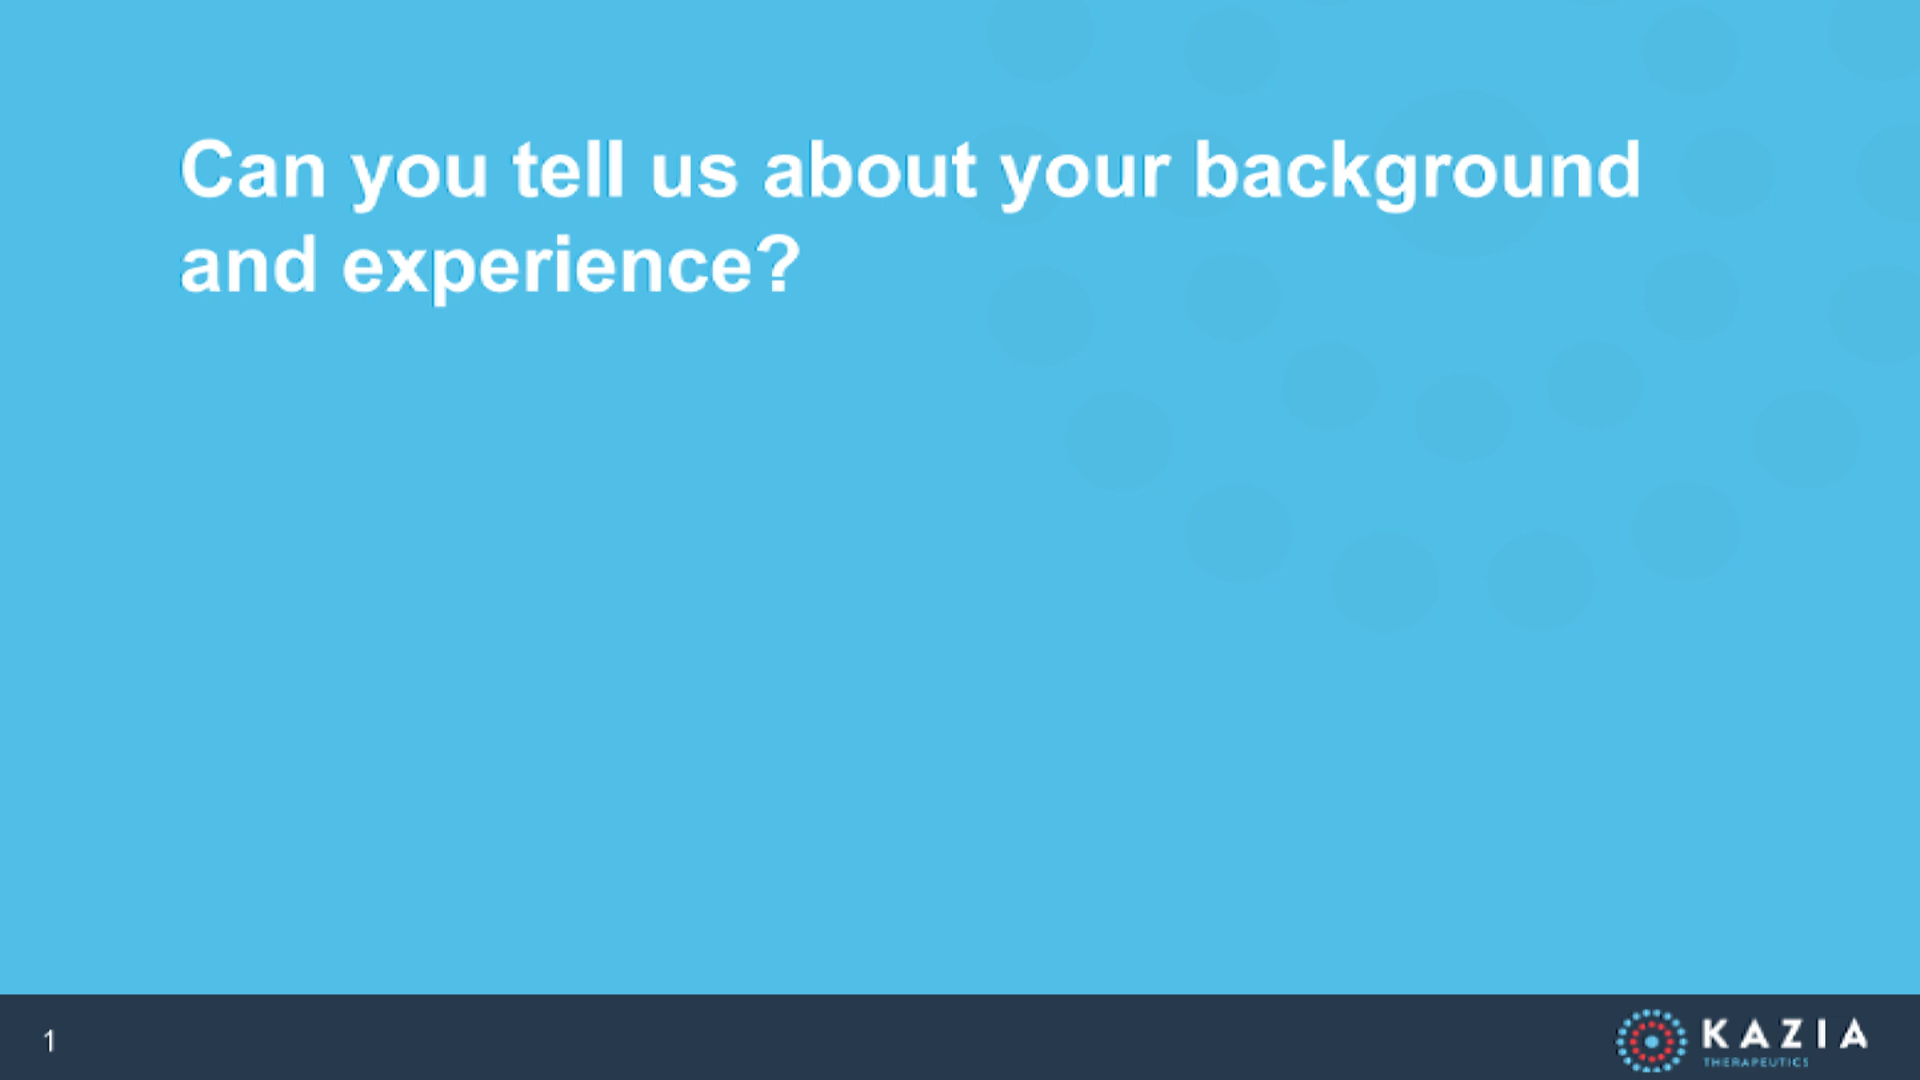 Can you tell us about your background
and experience?
1
KAZIA
THERAPEUTICS